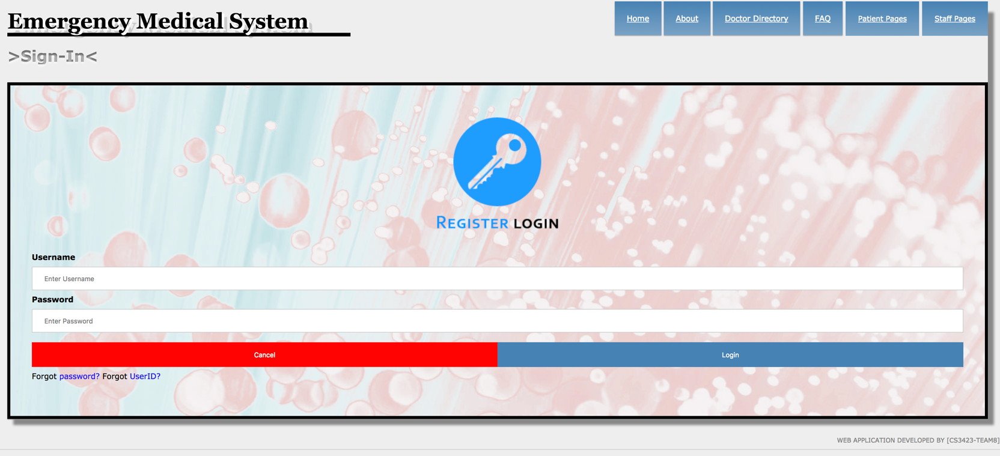 Emergency Medical System
Home About Doctor Directory FAQ Patient Pages Staff Pages
>Sign-In<
REGISTER LOGIN
Username
Enter Username
Password
Enter Password
Cancel Login
Forgot password? Forgot UserID?
WEB APPLICATION DEVELOPED BY [CS3423-TEAM8]